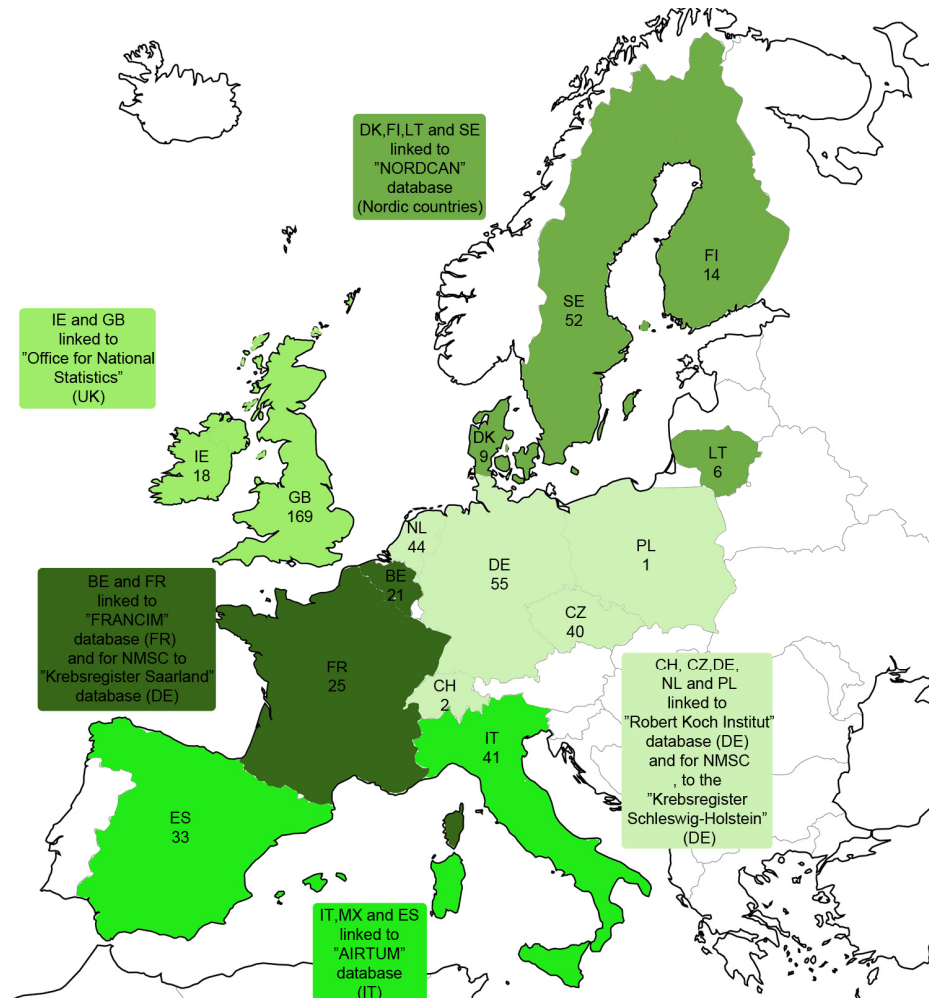 DK,FI,LT and SE
linked to
"NORDCAN"
database
(Nordic countries)
FI
14
SE
52
IE and GB
linked to
"Office for National
Statistics"
(UK)
DK
9
LT
6
IE
18
GB
169
NL
44
DE
55
PL
1
BE
21
CZ
40
BE and FR
linked to
"FRANCIM"
database (FR)
and for NMSC to
"Krebsregister Saarland"
database (DE)
FR
25
CH
2
CH, CZ,DE,
NL and PL
linked to
"Robert Koch Institut"
database (DE)
and for NMSC
, to the
"Krebsregister
Schleswig-Holstein"
(DE)
IT
41
ES
33
IT,MX and ES
linked to
"AIRTUM"
database
(IT)